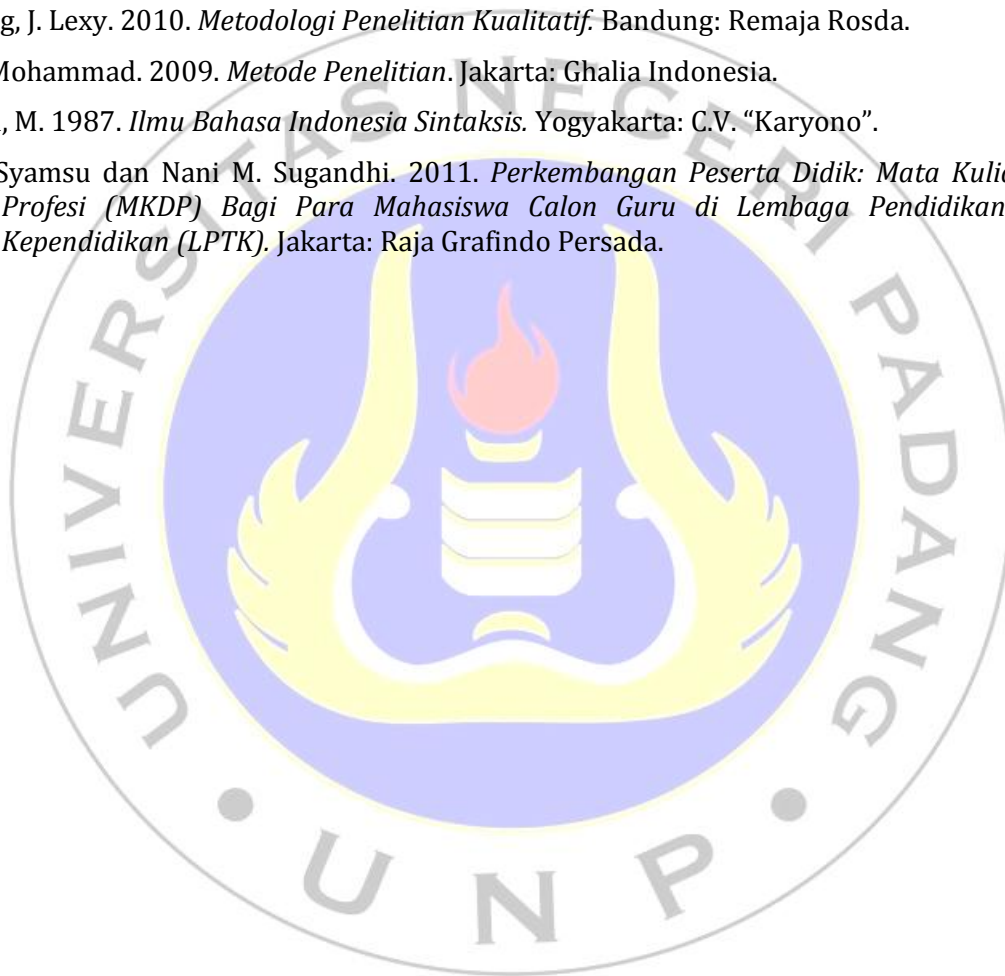 g, J. Lexy. 2010. Metodologi Penelitian Kualitatif. Bandung: Remaja Rosda.
Mohammad. 2009. Metode Penelitian. Jakarta: Ghalia Indonesia.
, M. 1987. Ilmu Bahasa Indonesia Sintaksis. Yogyakarta: C.V. “Karyono”.
Syamsu dan Nani M. Sugandhi. 2011. Perkembangan Peserta Didik: Mata Kuli
Profesi (MKDP) Bagi Para Mahasiswa Calon Guru di Lembaga Pendidikan
Kependidikan (LPTK). Jakarta: Raja Grafindo Persada.
UNIVERSITAS NEGERI PADANG
• UNP •